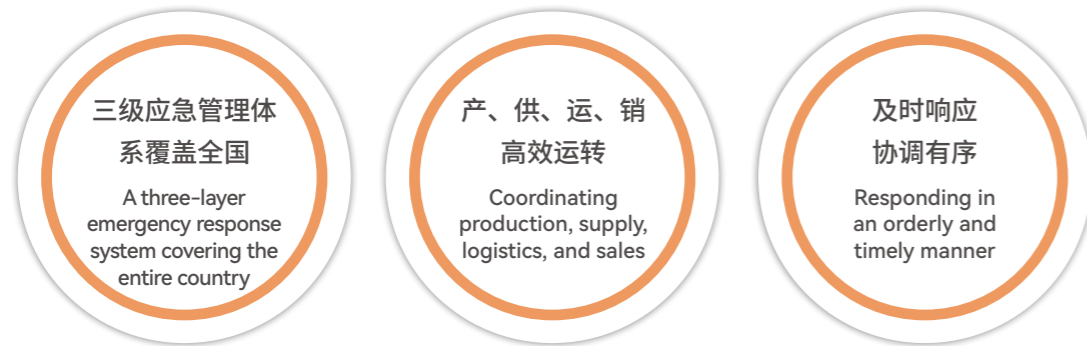 三级应急管理体
系覆盖全国
A three-layer
emergency response
system covering the
entire country
产、供、运、销
高效运转
Coordinating
production, supply,
logistics, and sales
及时响应
协调有序
Responding in
an orderly and
timely manner